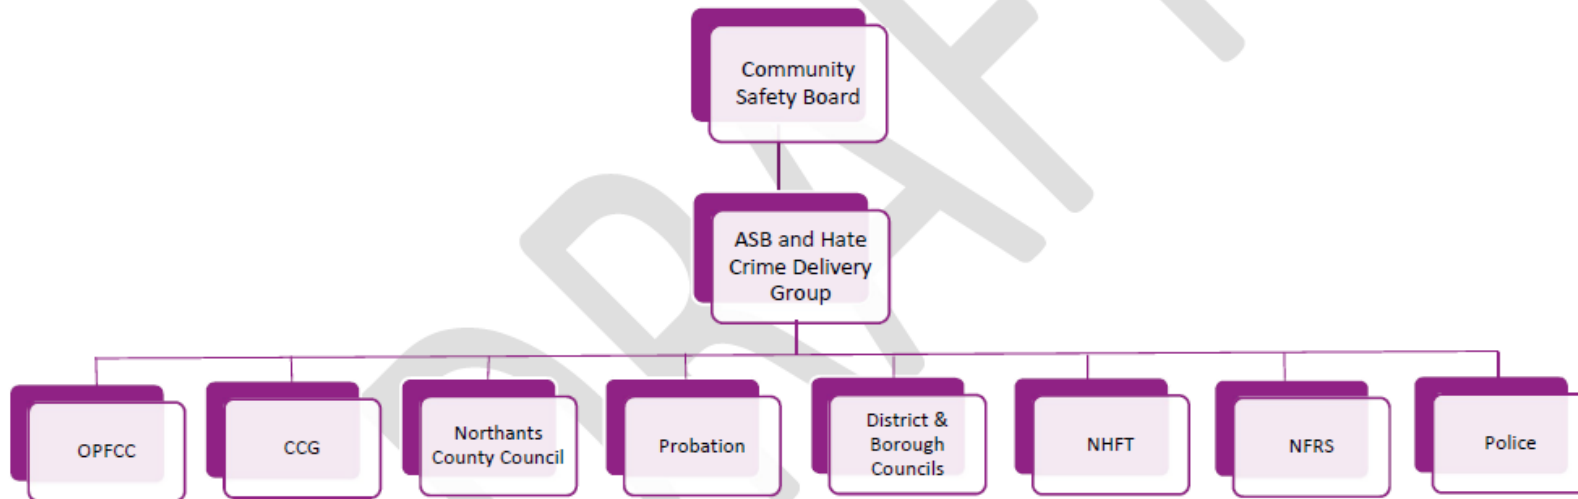 Community
Safety Board
ASB and Hate
Crime Delivery
Group
OPFCC
CCG
Northants
County Council
Probation
District &
Borough
Councils
NHFT
NFRS
Police
DRAFT